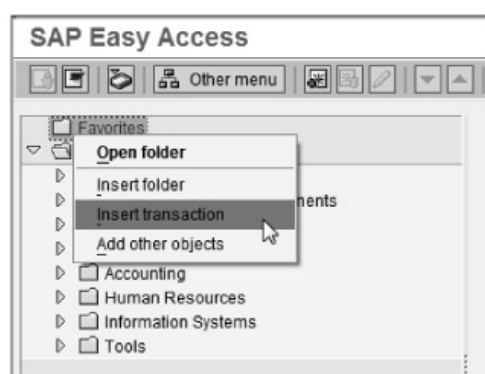 SAP Easy Access
Other menu
Favorites
Open folder
Insert folder
nents
Insert transaction
Add other objects
Accounting
Human Resources
Information Systems
Tools